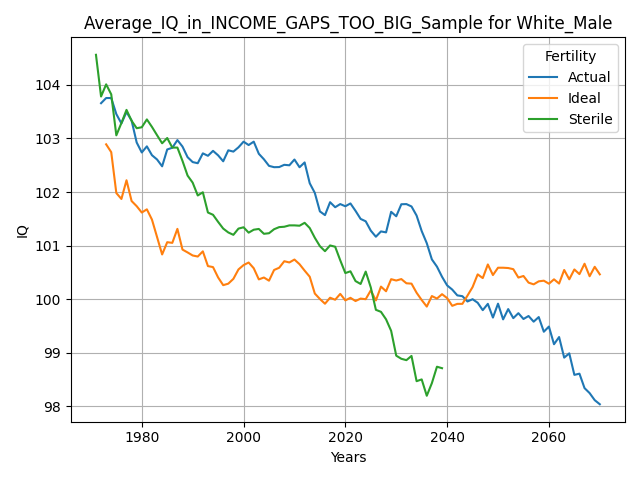 Average_IQ_in_INCOME_GAPS_TOO_BIG_Sample for White_Male
Fertility
Actual
Ideal
Sterile
IQ
104
103
102
101
100
99
98
1980
2000
2020
2040
2060
Years